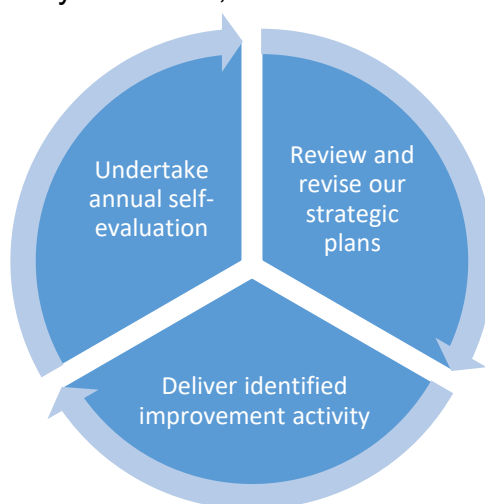 Undertake
annual self-
evaluation
Review and
revise our
strategic
plans
Deliver identified
improvement activity